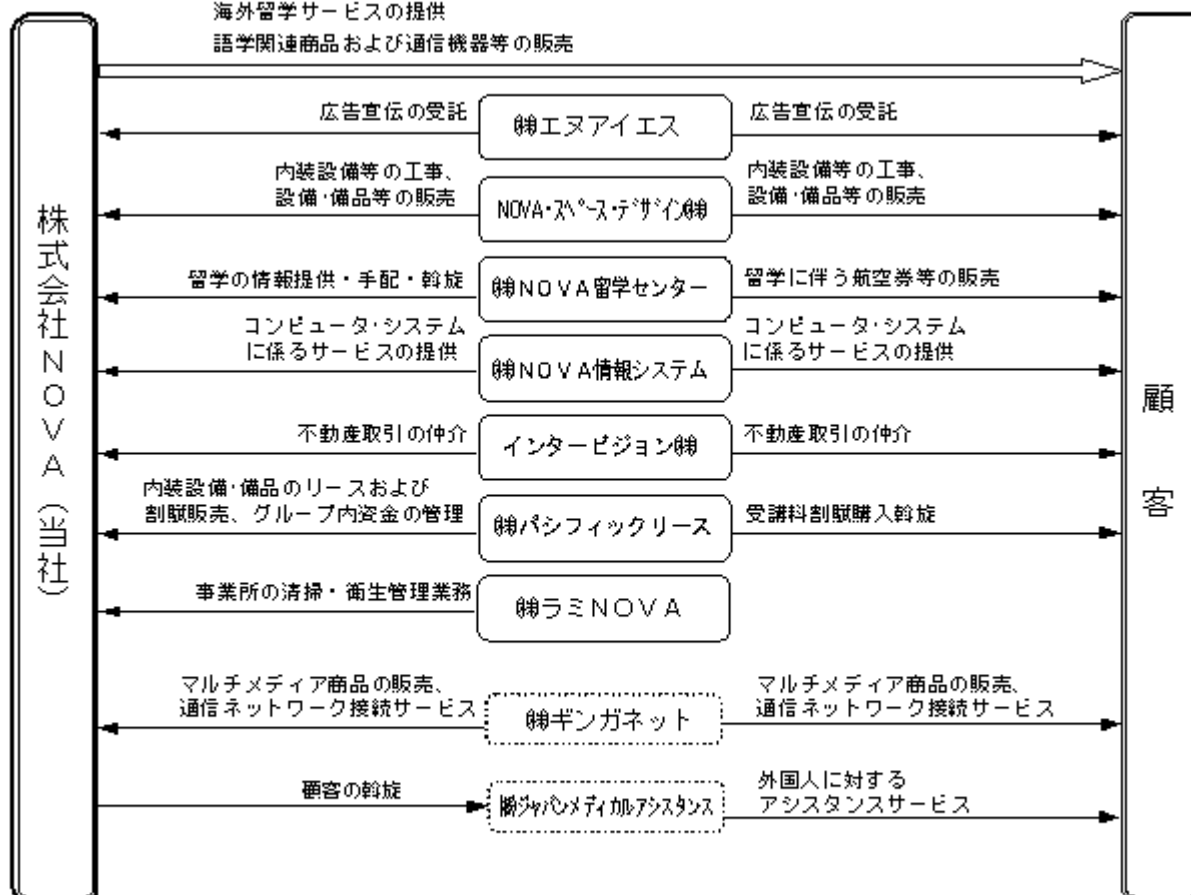 海外留学サービスの提供
語学関連商品および通信機器等の販売
株式会社NOVA(当社)
顧客
広告宣伝の受託
㈱エヌアイエス
広告宣伝の受託
内装設備等の工事、
設備・備品等の販売
NOVA・スペース・デザイン㈱
内装設備等の工事、
設備・備品等の販売
留学の情報提供・手配・斡旋
㈱NOVA留学センター
留学に伴う航空券等の販売
コンピュータ・システム
に係るサービスの提供
㈱NOVA情報システム
コンピュータ・システム
に係るサービスの提供
不動産取引の仲介
インタービジョン㈱
不動産取引の仲介
内装設備・備品のリースおよび
割賦販売、グループ内資金の管理
㈱パシフィックリース
受講料割賦購入斡旋
事業所の清掃・衛生管理業務
㈱ラミNOVA
マルチメディア商品の販売、
通信ネットワーク接続サービス
㈱ギンガネット
マルチメディア商品の販売、
通信ネットワーク接続サービス
顧客の斡旋
㈱ジャパンメディカルアシスタンス
外国人に対する
アシスタンスサービス